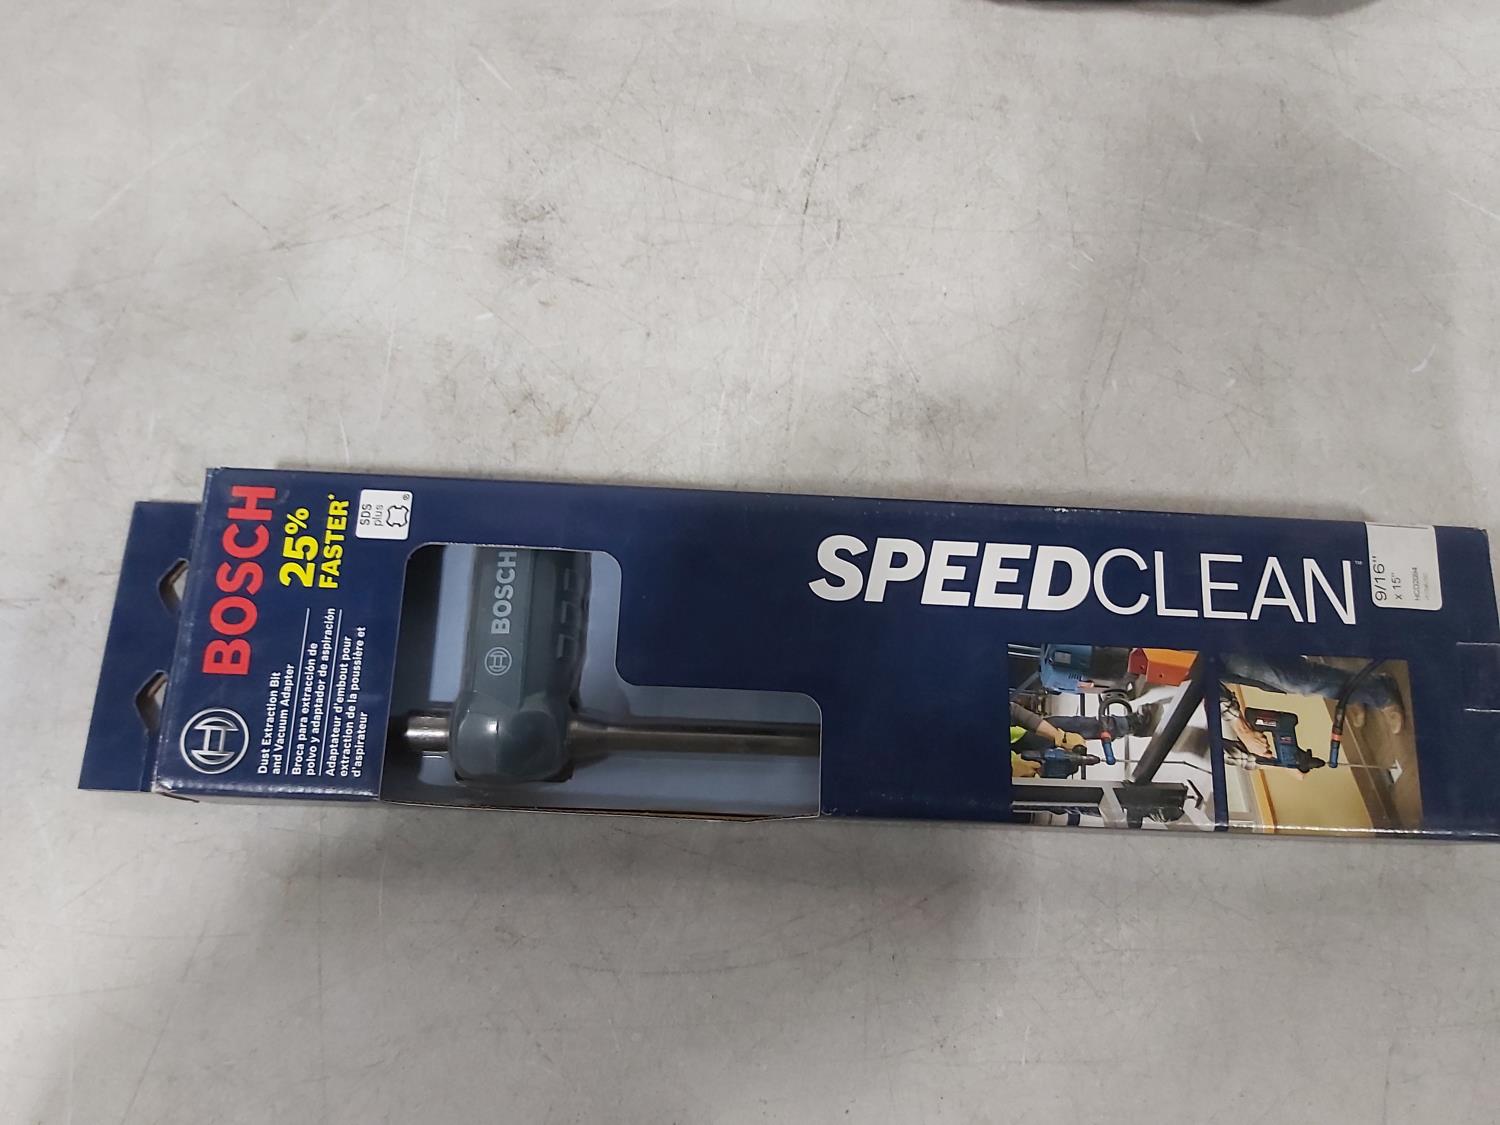 BOSCH
25%
FASTER*
SDS
plus
®
Dust Extraction Bit
and Vacuum Adapter
Broca para extracción de
polvo y adaptador de aspiración
Adaptateur d'embout pour
extraction de la poussière et
d'aspirateur
BOSCH
SPEEDCLEAN™
9/16"
x 15"
HCD2084